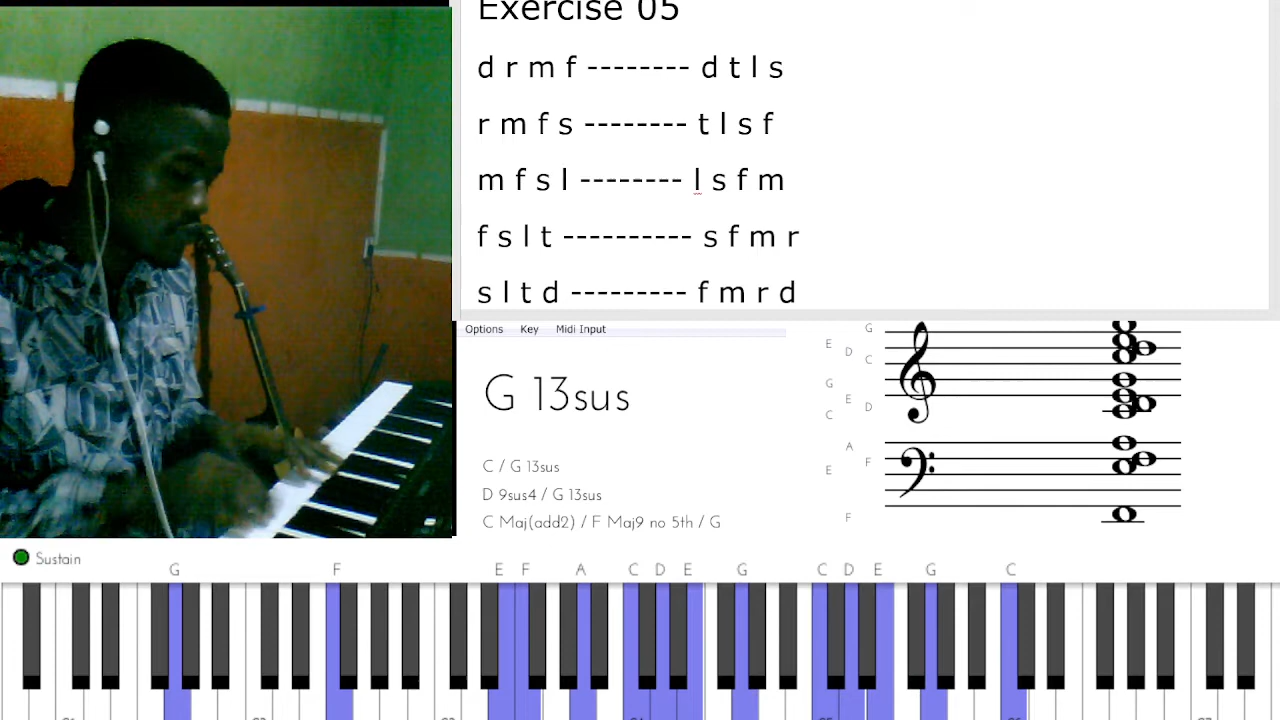 Exercise 05
d r m f -------- d t l s
r m f s -------- t l s f
m f s l -------- l s f m
f s l t ---------- s f m r
s l t d --------- f m r d
Options Key Midi Input
G 13sus
C / G 13sus
D 9sus4 / G 13sus
C Maj(add2) / F Maj9 no 5th / G
G
E D C
G E D
C
A
E F
F
Sustain
G F E F A C D E G C D E G C